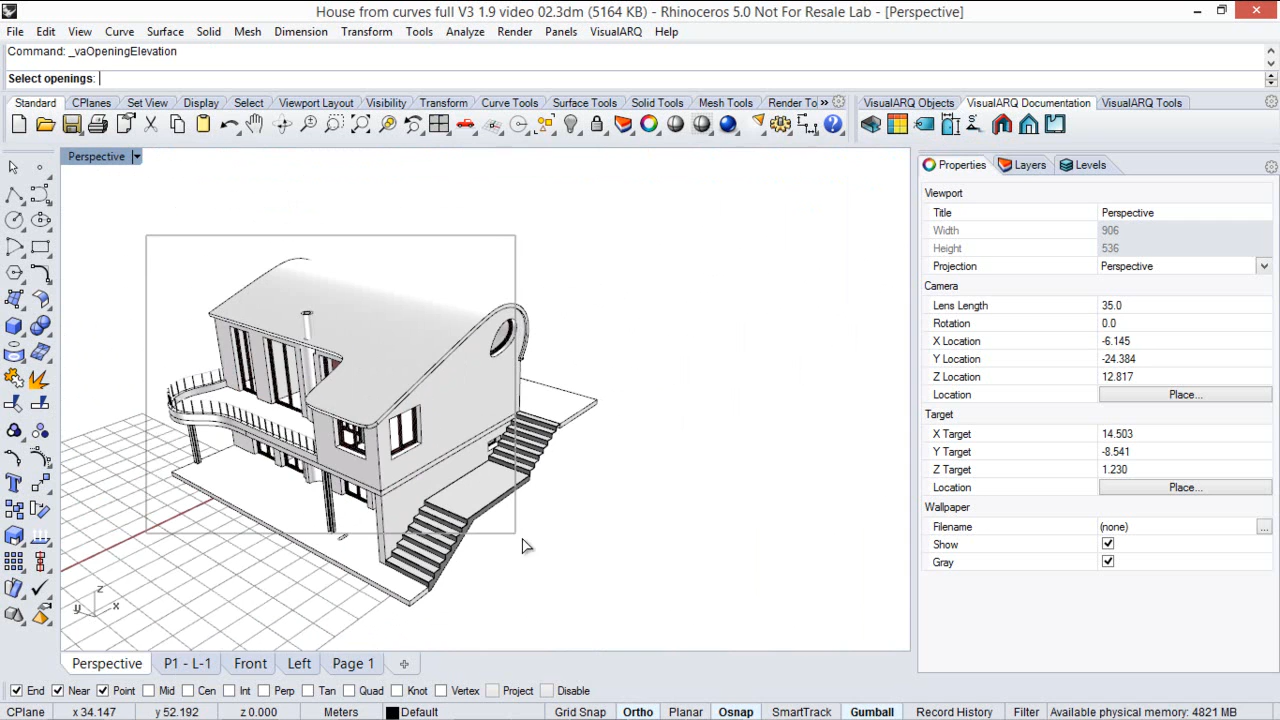 House from curves full V3 1.9 video 02.3dm (5164 KB) - Rhinoceros 5.0 Not For Resale Lab - [Perspective]
File Edit View Curve Surface Solid Mesh Dimension Transform Tools Analyze Render Panels VisualARQ Help
Command: _vaOpeningElevation
Select openings:
Standard CPlanes Set View Display Select Viewport Layout Visibility Transform Curve Tools Surface Tools Solid Tools Mesh Tools Render To »
VisualARQ Objects VisualARQ Documentation VisualARQ Tools
Perspective
Properties Layers Levels
Viewport
Title Perspective
Width 906
Height 536
Projection Perspective
Camera
Lens Length 35.0
Rotation 0.0
X Location -6.145
Y Location -24.384
Z Location 12.817
Location Place...
Target
X Target 14.503
Y Target -8.541
Z Target 1.230
Location Place...
Wallpaper
Filename (none) ...
Show
Gray
z
y x
Perspective P1 - L-1 Front Left Page 1
End Near Point Mid Cen Int Perp Tan Quad Knot Vertex Project Disable
CPlane x 34.147 y 52.192 z 0.000 Meters Default Grid Snap Ortho Planar Osnap SmartTrack Gumball Record History Filter Available physical memory: 4821 MB